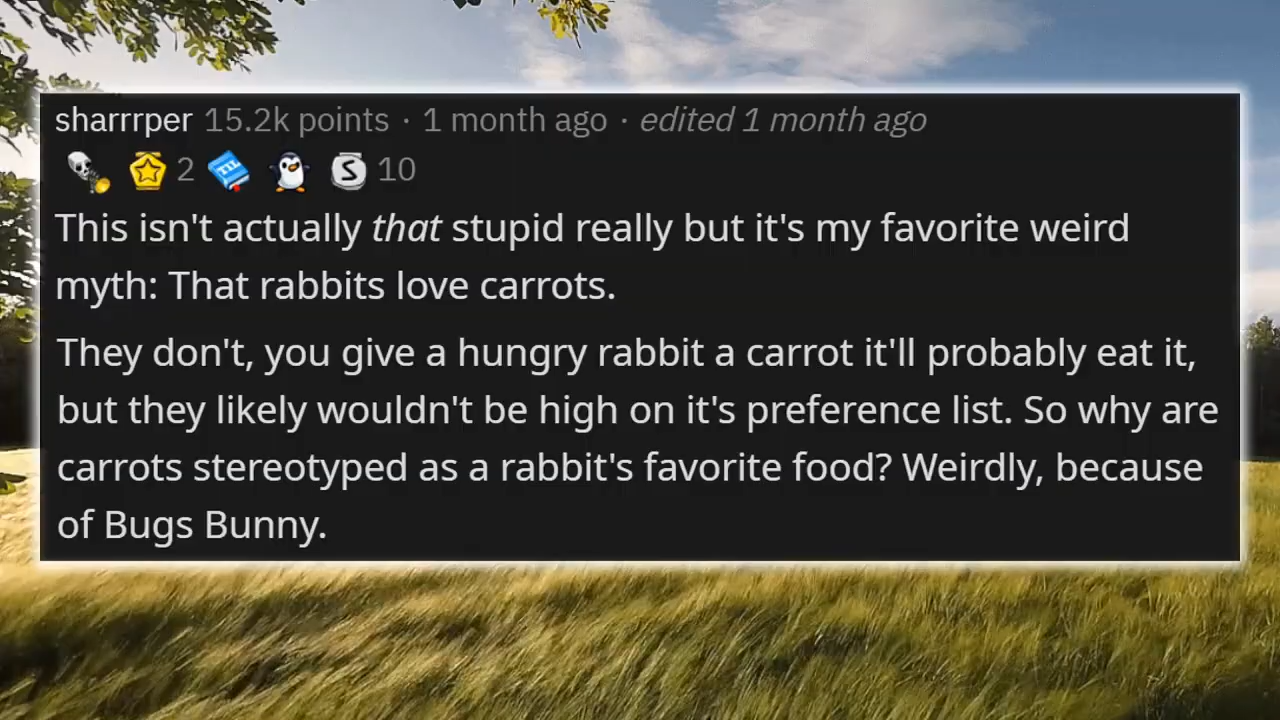 sharrrper 15.2k points · 1 month ago · edited 1 month ago
2 TIL S 10
This isn't actually that stupid really but it's my favorite weird
myth: That rabbits love carrots.
They don't, you give a hungry rabbit a carrot it'll probably eat it,
but they likely wouldn't be high on it's preference list. So why are
carrots stereotyped as a rabbit's favorite food? Weirdly, because
of Bugs Bunny.